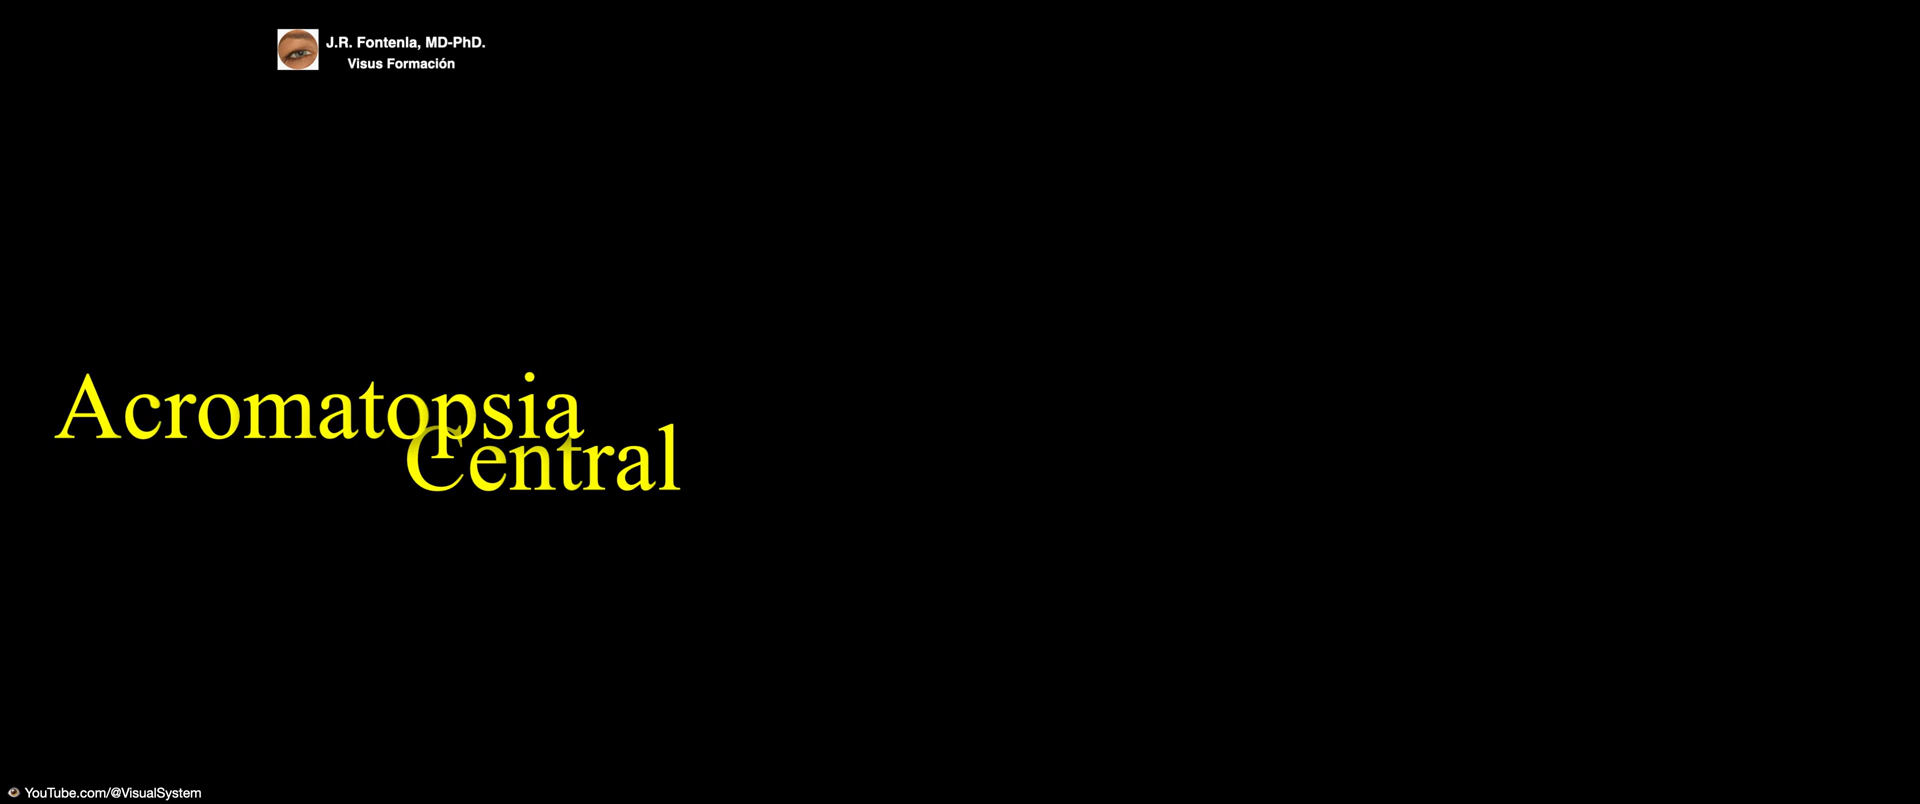 J.R. Fontenla, MD-PhD.
Visus Formación
Acromatopsia
Central
YouTube.com/@VisualSystem